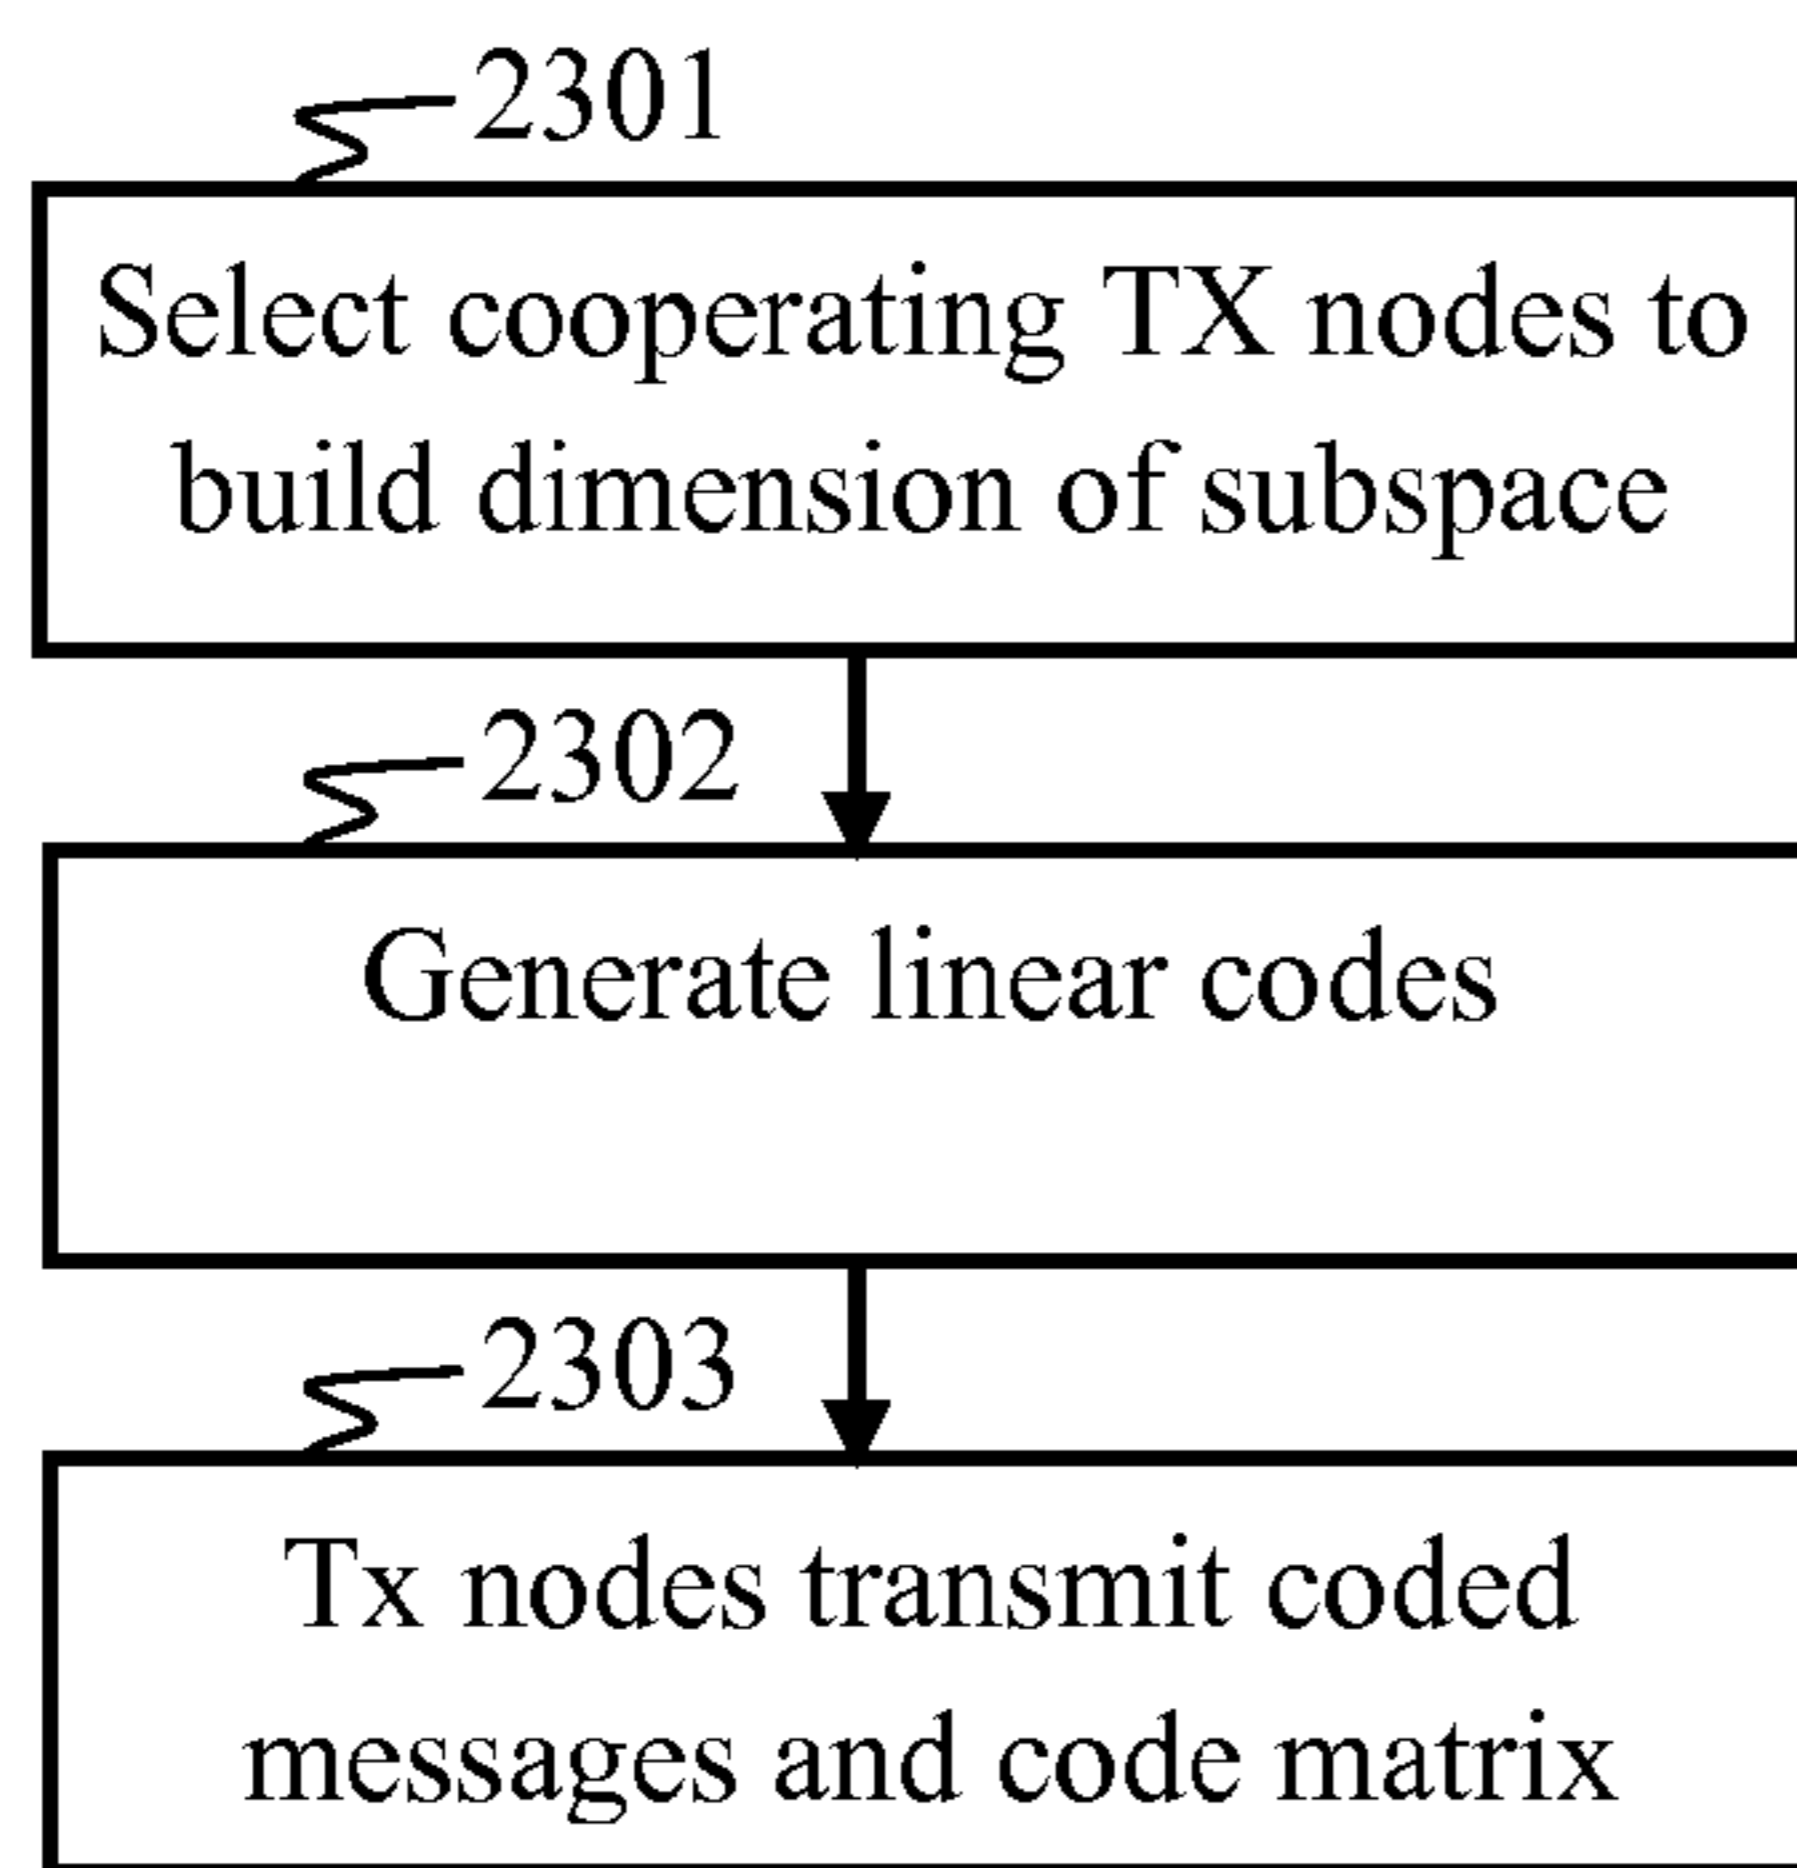 2301
Select cooperating TX nodes to
build dimension of subspace
2302
Generate linear codes
2303
Tx nodes transmit coded
messages and code matrix